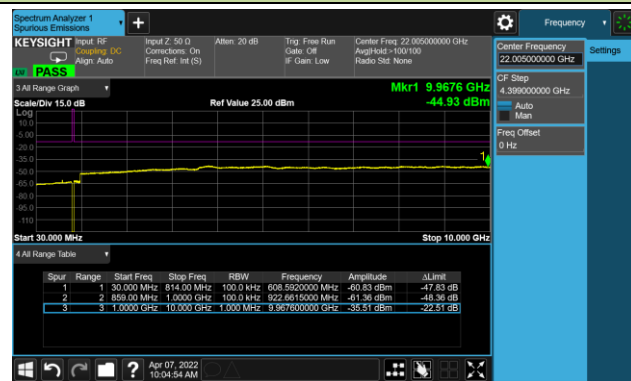 Spectrum Analyzer 1
Spurious Emissions
Frequency
KEYSIGHT
Input: RF
Coupling: DC
Align: Auto
Input Z: 50 Ω
Corrections: On
Freq Ref: Int (S)
Atten: 20 dB
Trig: Free Run
Gate: Off
IF Gain: Low
Center Freq: 22.005000000 GHz
Avg|Hold:>100/100
Radio Std: None
LW PASS
Center Frequency
22.005000000 GHz
Settings
CF Step
4.399000000 GHz
Auto
Man
Freq Offset
0 Hz
3 All Range Graph
Mkr1 9.9676 GHz
Scale/Div 15.0 dB
Ref Value 25.00 dBm
-44.93 dBm
Log
10.0
-5.00
-20.0
-35.0
-50.0
-65.0
-80.0
-95.0
-110
1
Start 30.000 MHz
Stop 10.000 GHz
4 All Range Table
Spur Range Start Freq Stop Freq RBW Frequency Amplitude ΔLimit
1 1 30.000 MHz 814.00 MHz 100.0 kHz 608.5920000 MHz -60.83 dBm -47.83 dB
2 2 859.00 MHz 1.0000 GHz 100.0 kHz 922.6615000 MHz -61.36 dBm -48.36 dB
3 3 1.0000 GHz 10.000 GHz 1.000 MHz 9.967600000 MHz -35.51 dBm -22.51 dB
?
Apr 07, 2022
10:04:54 AM